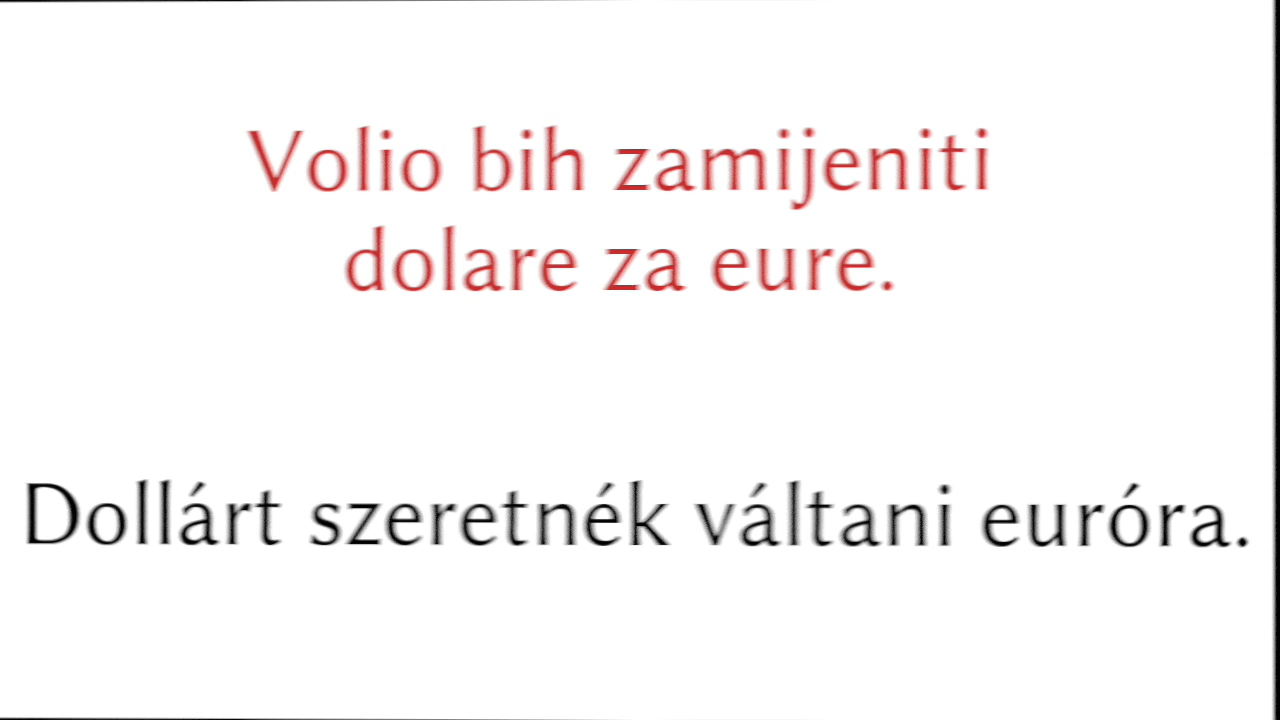 Volio bih zamijeniti
dolare za eure.
Dollárt szeretnék váltani euróra.